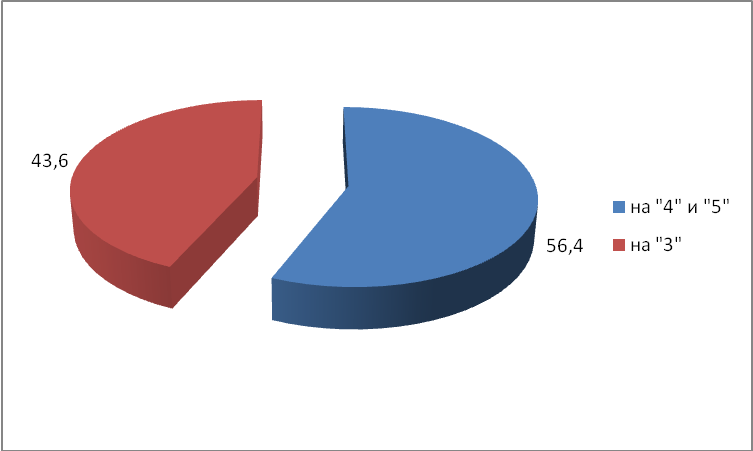 43,6
56,4
на "4" и "5"
на "3"